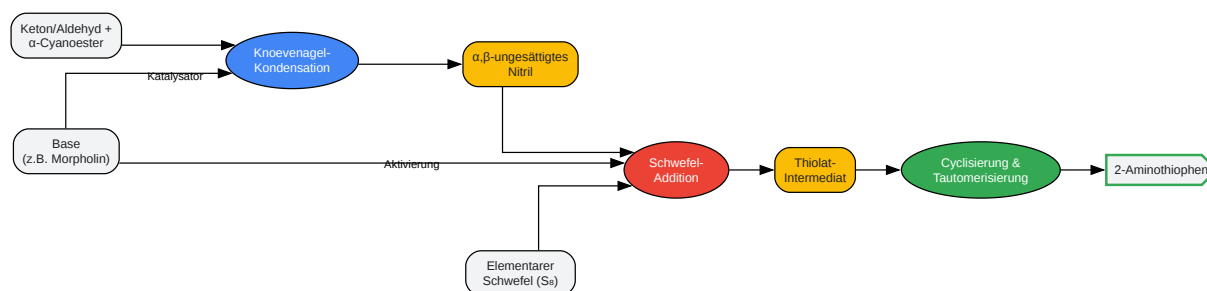 Keton/Aldehyd +
α-Cyanoester
Knoevenagel-
Kondensation
α,β-ungesättigtes
Nitril
Katalysator
Base
(z.B. Morpholin)
Aktivierung
Schwefel-
Addition
Thiolat-
Intermediat
Cyclisierung &
Tautomerisierung
2-Aminothiophen
Elementarer
Schwefel (S₈)